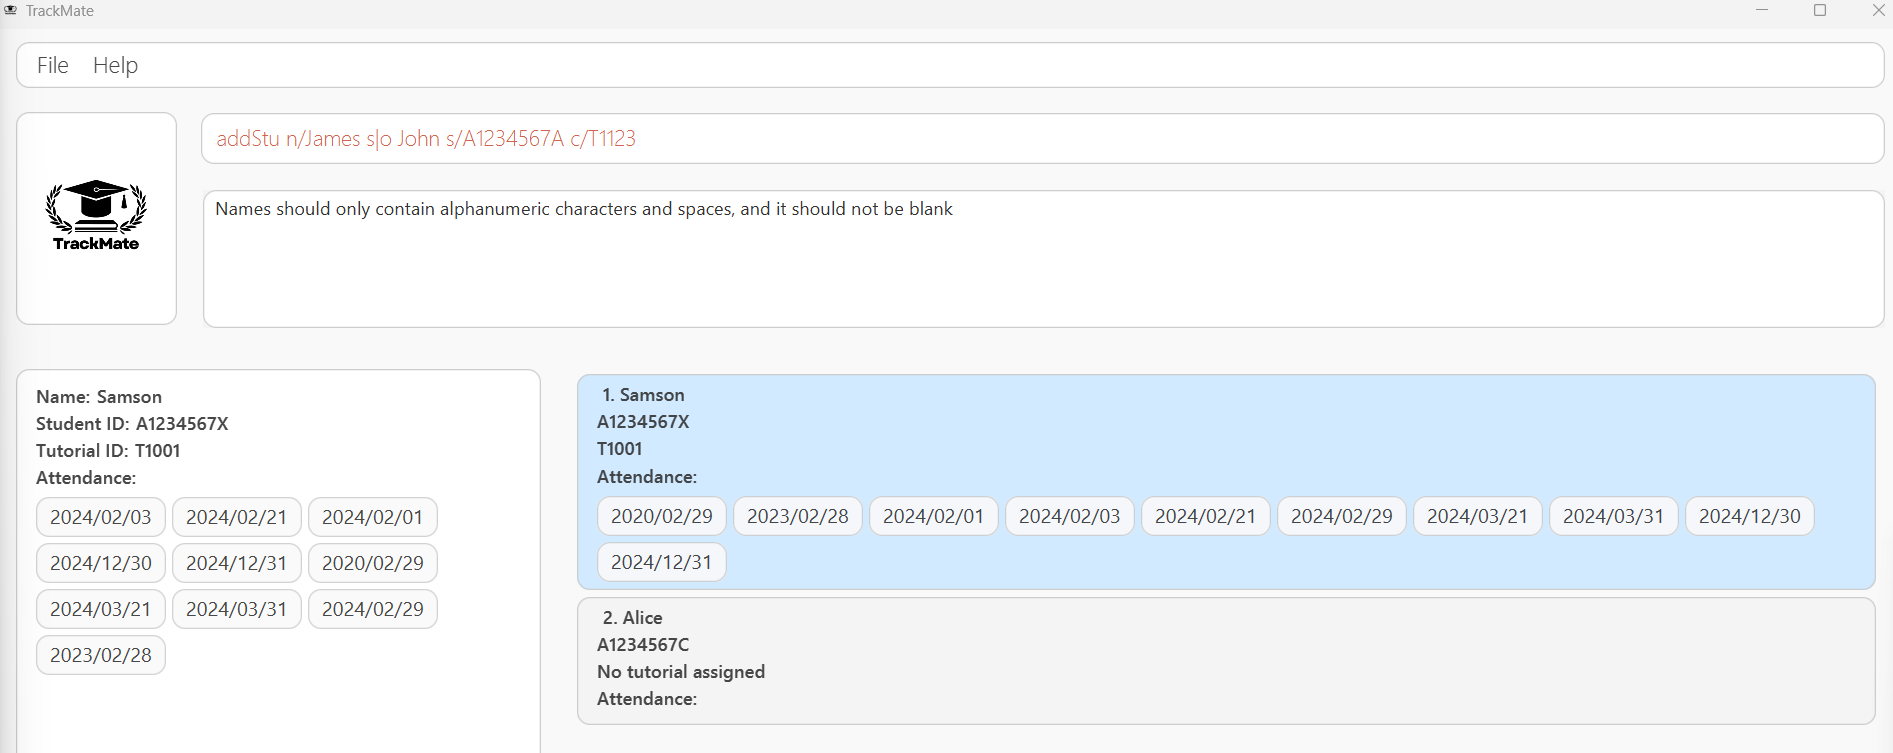 TrackMate
File Help
addStu n/James s|o John s/A1234567A c/T1123
TrackMate
Names should only contain alphanumeric characters and spaces, and it should not be blank
Name: Samson
Student ID: A1234567X
Tutorial ID: T1001
Attendance:
2024/02/03 2024/02/21 2024/02/01
2024/12/30 2024/12/31 2020/02/29
2024/03/21 2024/03/31 2024/02/29
2023/02/28
1. Samson
A1234567X
T1001
Attendance:
2020/02/29 2023/02/28 2024/02/01 2024/02/03 2024/02/21 2024/02/29 2024/03/21 2024/03/31 2024/12/30
2024/12/31
2. Alice
A1234567C
No tutorial assigned
Attendance: